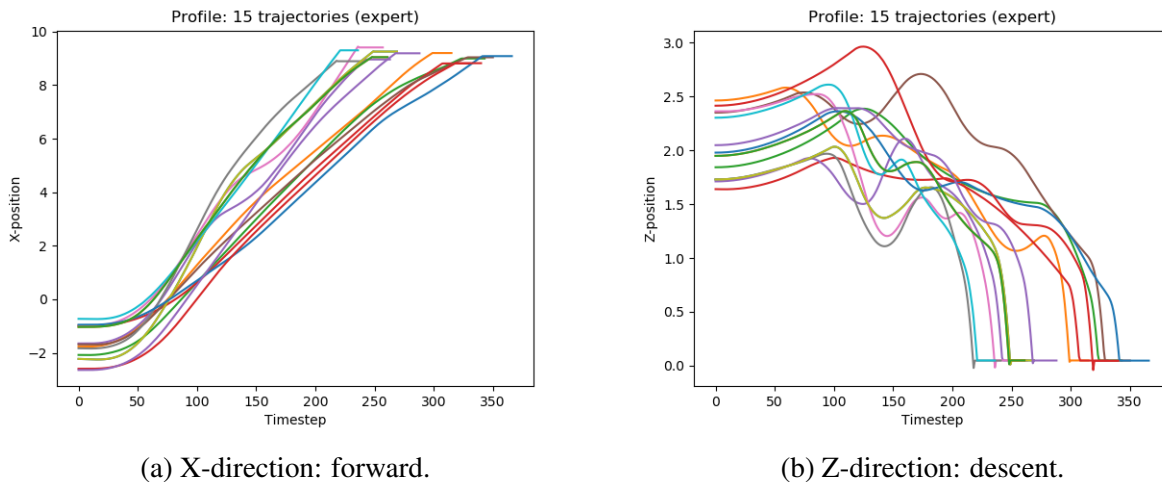 Profile: 15 trajectories (expert)
10
8
6
4
2
0
−2
X-position
0 50 100 150 200 250 300 350
Timestep
(a) X-direction: forward.
Profile: 15 trajectories (expert)
3.0
2.5
2.0
1.5
1.0
0.5
0.0
Z-position
0 50 100 150 200 250 300 350
Timestep
(b) Z-direction: descent.